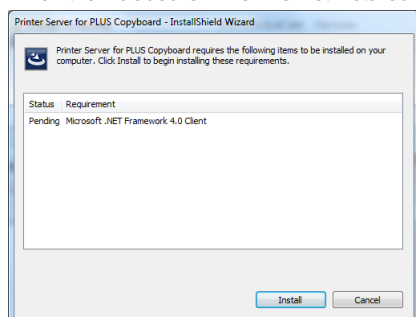 Printer Server for PLUS Copyboard - InstallShield Wizard
Printer Server for PLUS Copyboard requires the following items to be installed on your
computer. Click Install to begin installing these requirements.
Status Requirement
Pending Microsoft .NET Framework 4.0 Client
Install Cancel